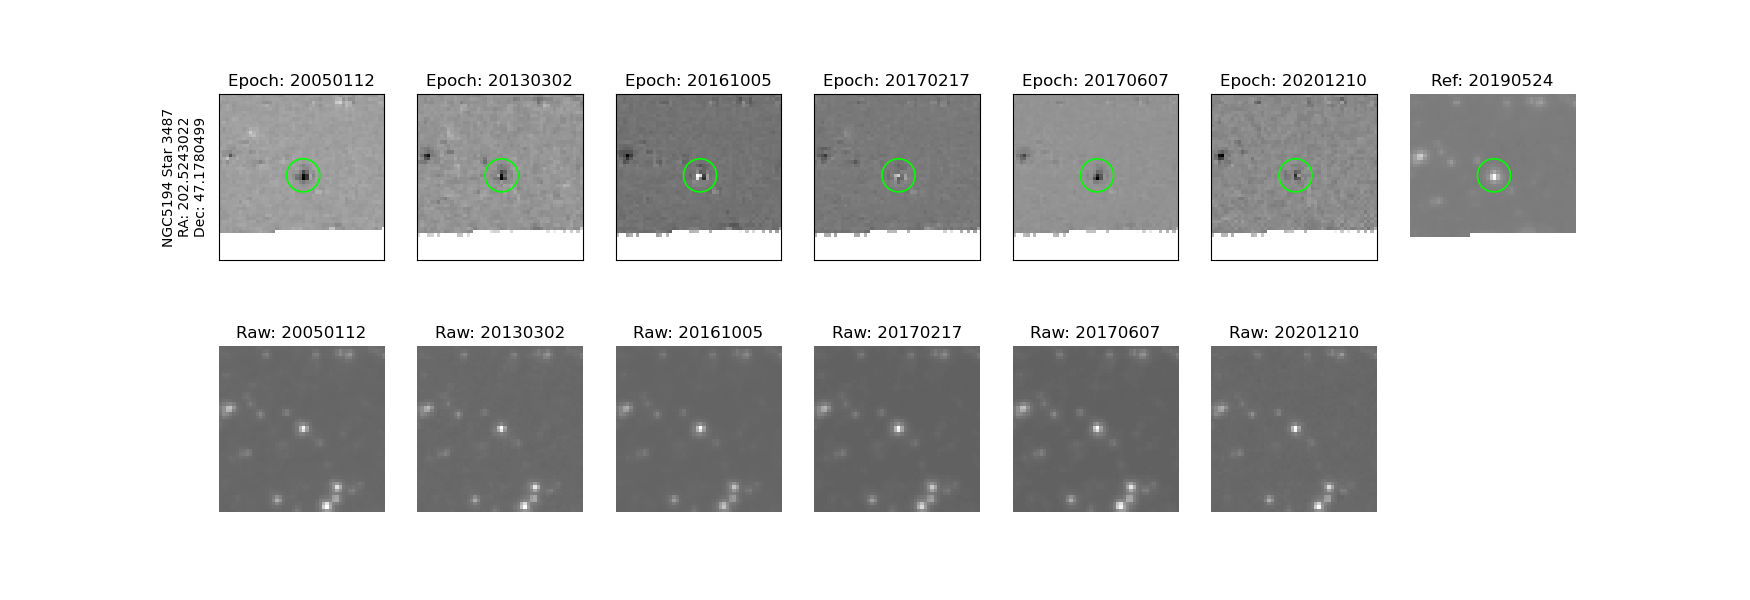 Epoch: 20050112
Epoch: 20130302
Epoch: 20161005
Epoch: 20170217
Epoch: 20170607
Epoch: 20201210
Ref: 20190524
NGC5194 Star 3487
RA: 202.5243022
Dec: 47.1780499
Raw: 20050112
Raw: 20130302
Raw: 20161005
Raw: 20170217
Raw: 20170607
Raw: 20201210